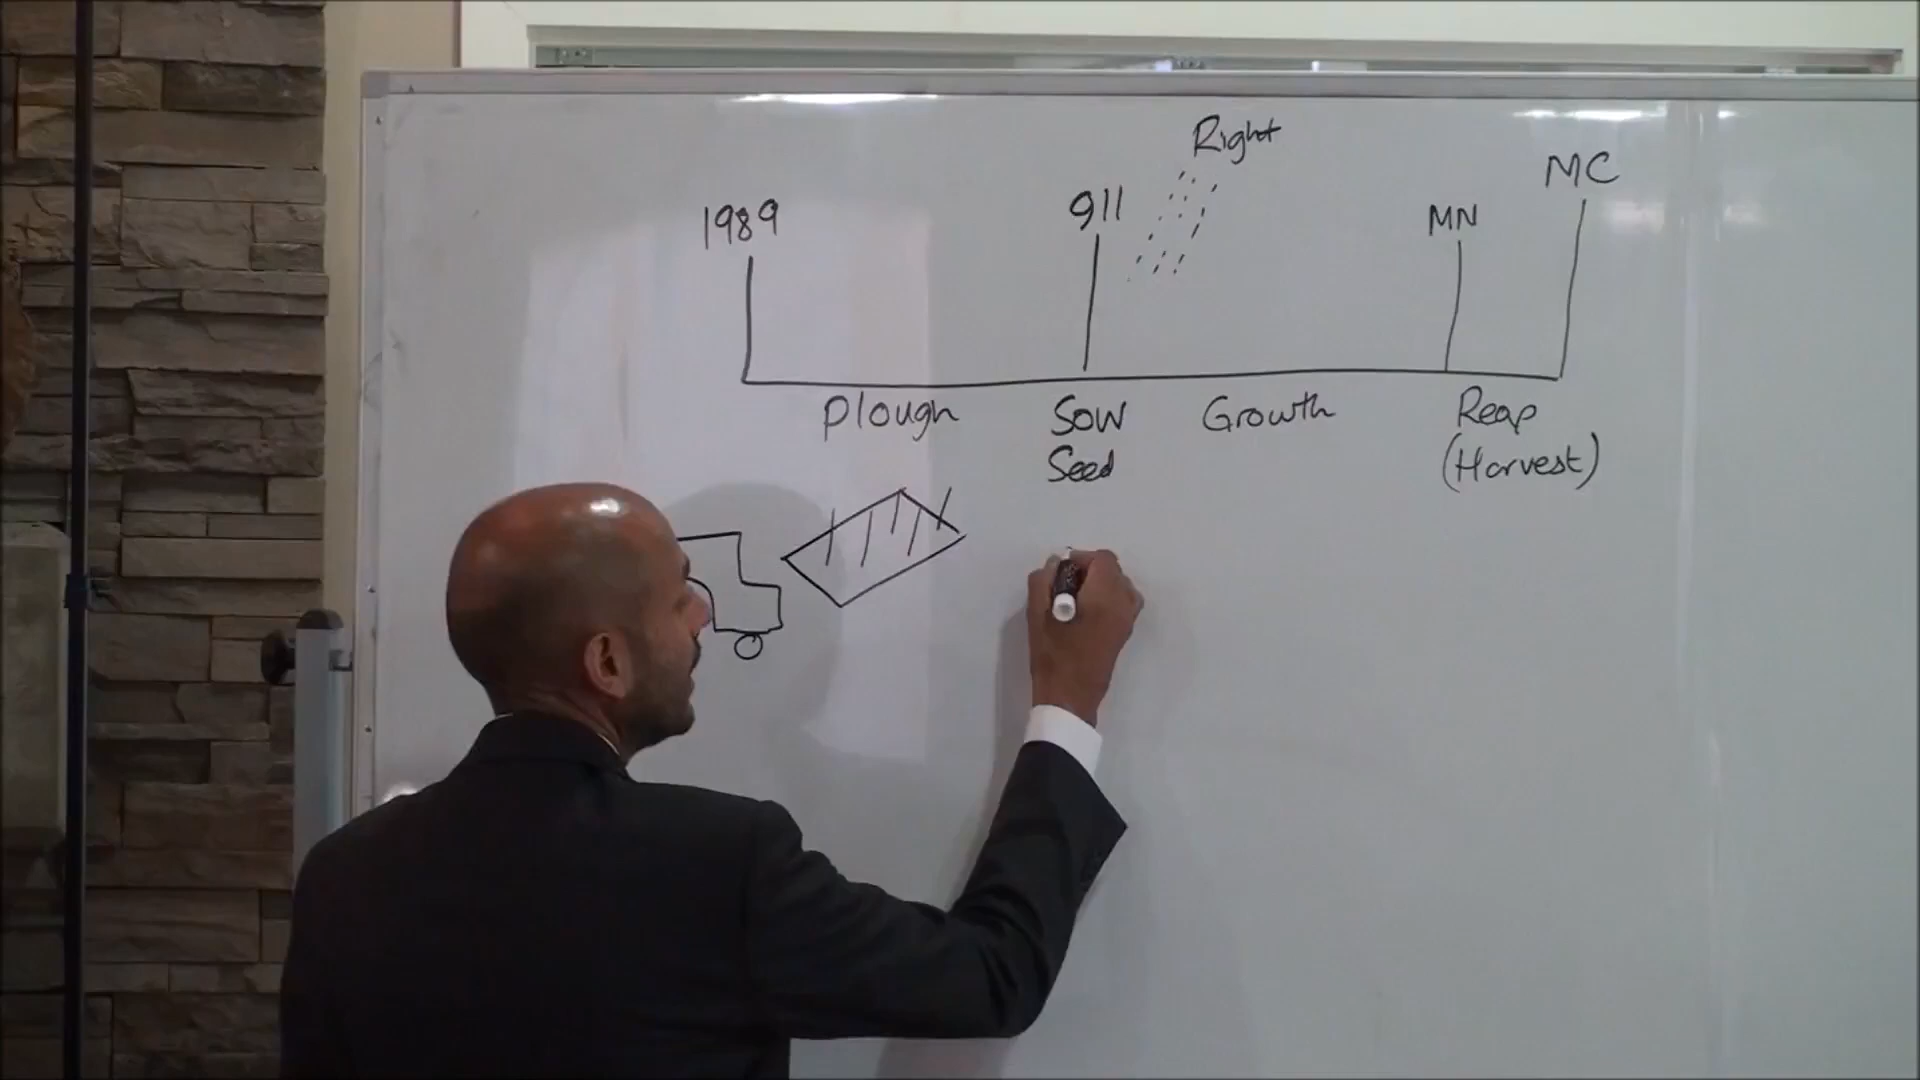 Right
MC
1989
911
MN
Plough
Sow
Growth
Reap
Seed
(Harvest)